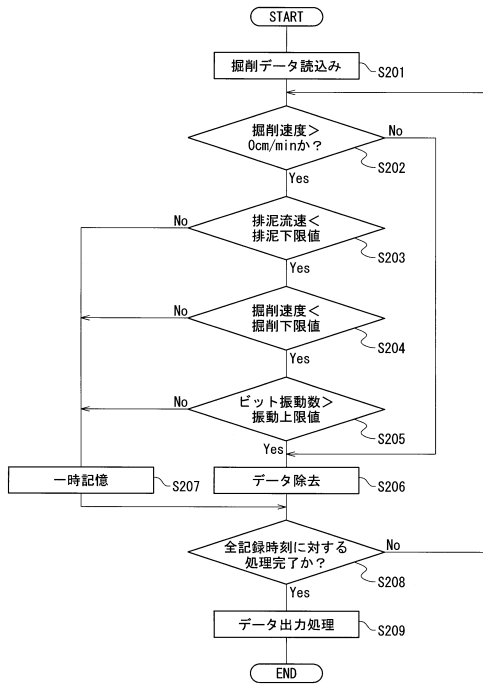 START
掘削データ読込み
S201
掘削速度>
0cm/minか?
No
S202
Yes
No
排泥流速<
排泥下限値
S203
Yes
No
掘削速度<
掘削下限値
S204
Yes
No
ビット振動数>
振動上限値
S205
Yes
一時記憶
S207
データ除去
S206
全記録時刻に対する
処理完了か?
No
S208
Yes
データ出力処理
S209
END